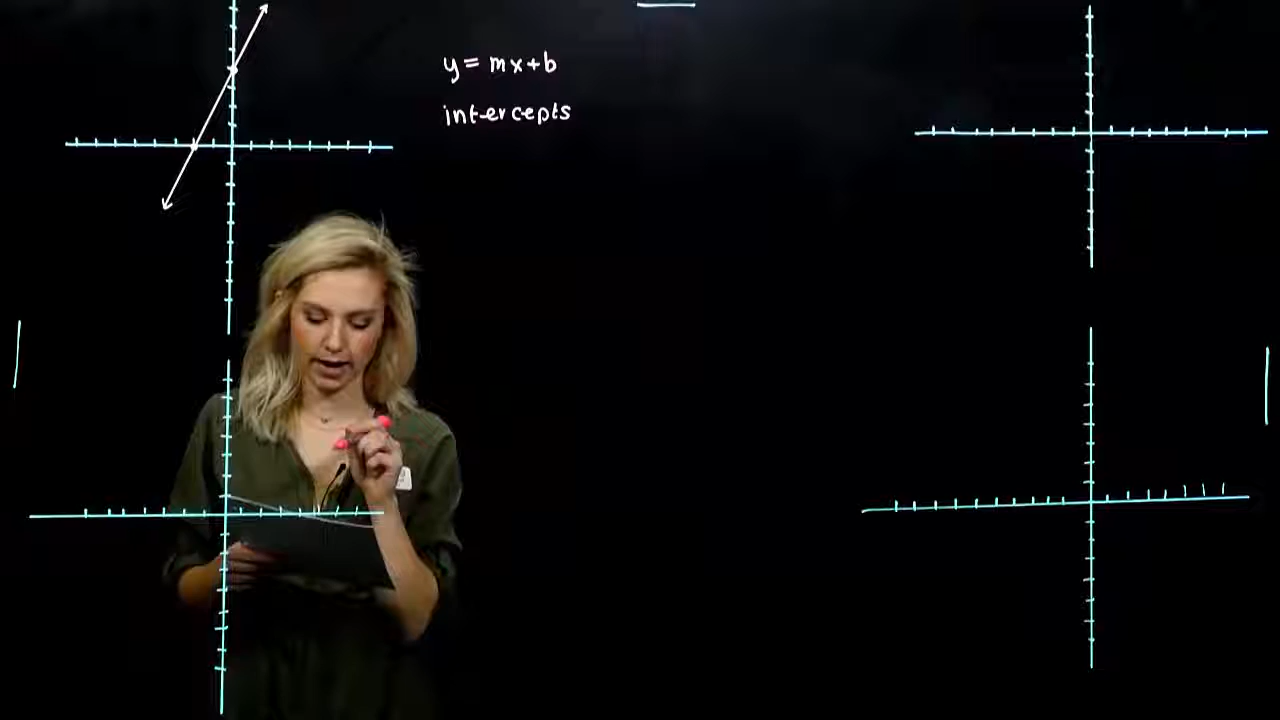 y = mx+b
intercepts